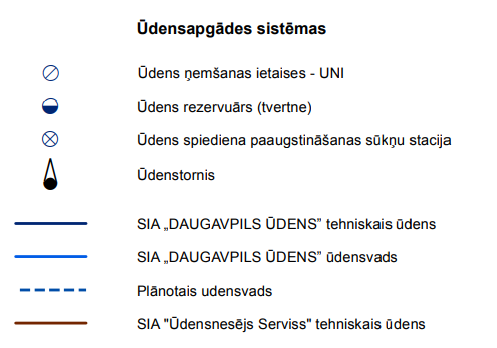 Ūdensapgādes sistēmas
Ūdens ņemšanas ietaises - UNI
Ūdens rezervuārs (tvertne)
Ūdens spiediena paaugstināšanas sūkņu stacija
Ūdenstornis
SIA „DAUGAVPILS ŪDENS” tehniskais ūdens
SIA „DAUGAVPILS ŪDENS” ūdensvads
Plānotais udensvads
SIA "Ūdensnesējs Serviss" tehniskais ūdens